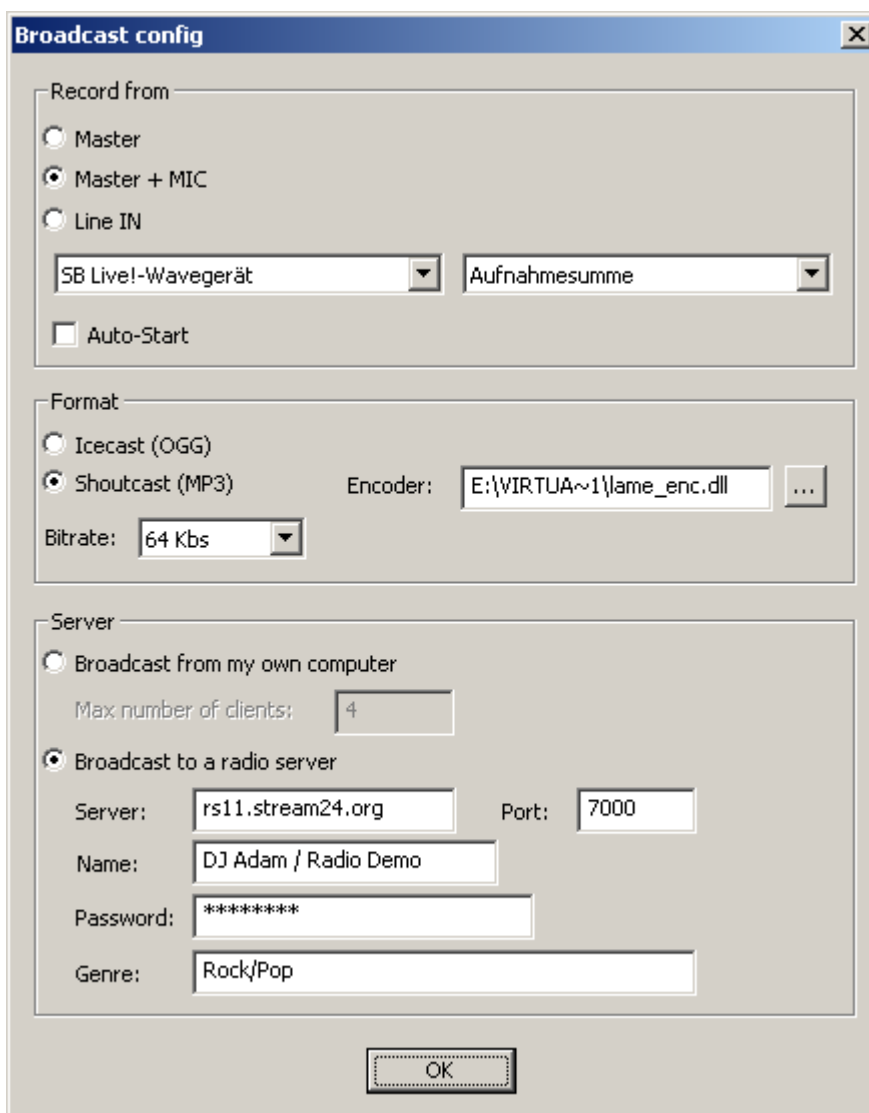 Broadcast config
Record from
Master
Master + MIC
Line IN
SB Live!-Wavegerät Aufnahmesumme
Auto-Start
Format
Icecast (OGG)
Shoutcast (MP3) Encoder: E:\VIRTUA~1\lame_enc.dll ...
Bitrate: 64 Kbs
Server
Broadcast from my own computer
Max number of clients: 4
Broadcast to a radio server
Server: rs11.stream24.org Port: 7000
Name: DJ Adam / Radio Demo
Password: ********
Genre: Rock/Pop
OK